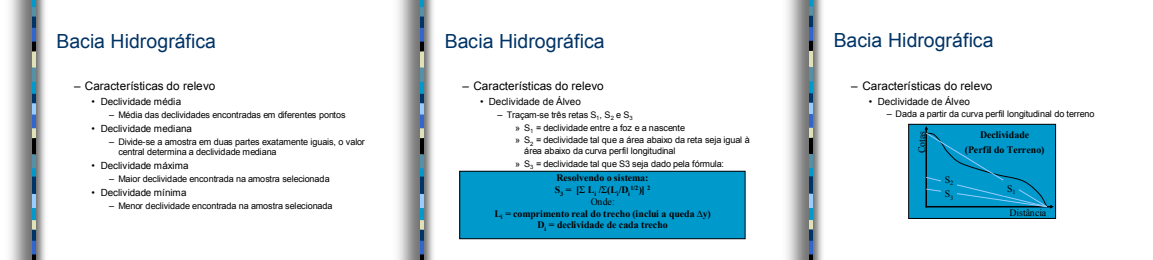 Bacia Hidrográfica
– Características do relevo
• Declividade média
– Média das declividades encontradas em diferentes pontos
• Declividade mediana
– Divide-se a amostra em duas partes exatamente iguais, o valor
central determina a declividade mediana
• Declividade máxima
– Maior declividade encontrada na amostra selecionada
• Declividade mínima
– Menor declividade encontrada na amostra selecionada
Bacia Hidrográfica
– Características do relevo
• Declividade de Álveo
– Traçam-se três retas S₁, S₂ e S₃
» S₁ = declividade entre a foz e a nascente
» S₂ = declividade tal que a área abaixo da reta seja igual à
área abaixo da curva perfil longitudinal
» S₃ = declividade tal que S3 seja dado pela fórmula:
Resolvendo o sistema:
S₃ = [Σ Lᵢ /Σ(Lᵢ/Dᵢ¹ᐟ²)] ²
Onde:
Lᵢ = comprimento real do trecho (incluí a queda Δy)
Dᵢ = declividade de cada trecho
Bacia Hidrográfica
– Características do relevo
• Declividade de Álveo
– Dada a partir da curva perfil longitudinal do terreno
Declividade
(Perfil do Terreno)
Cotas
S₂
S₁
S₃
Distância